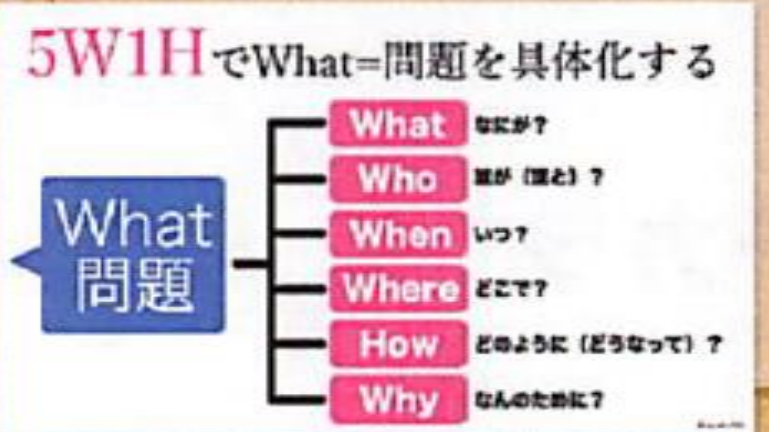 5W1HでWhat=問題を具体化する
What
問題
What なにが？
Who 誰が（誰と）？
When いつ？
Where どこで？
How どのように（どうなって）？
Why なんのために？